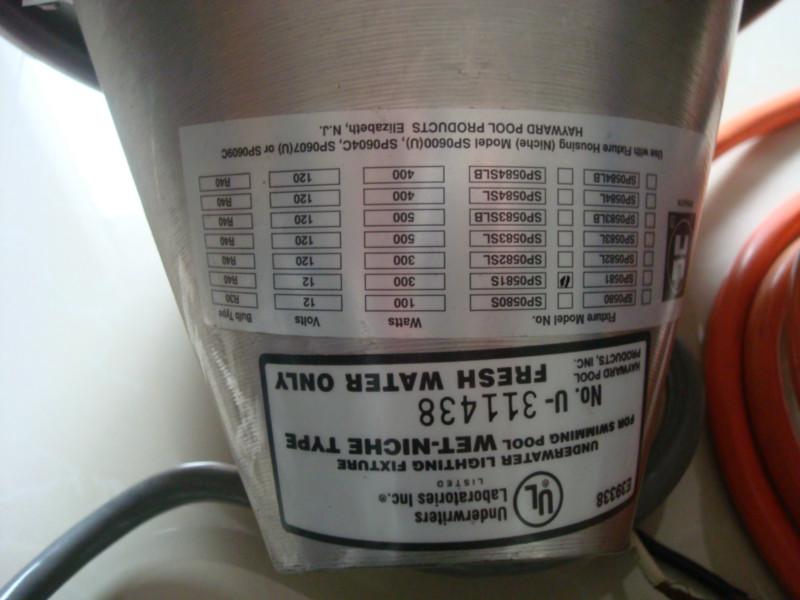 E39338
UL
Underwriters
Laboratories Inc.®
LISTED
UNDERWATER LIGHTING FIXTURE
FOR SWIMMING POOL WET-NICHE TYPE
No. U- 311438
HAYWARD POOL
PRODUCTS, INC.
FRESH WATER ONLY
Fixture Model No. Watts Volts Bulb Type
SP0580 SP0580S 100 12 R30
SP0581 SP0581S 300 12 R40
SP0582L SP0582SL 300 120 R40
SP0583L SP0583SL 500 120 R40
SP0583LB SP0583SLB 500 120 R40
SP0584L SP0584SL 400 120 R40
SP0584LB SP0584SLB 400 120 R40
Use with Fixture Housing (Niche) Model SP0600(U), SP0604C, SP0607(U) or SP0609C
HAYWARD POOL PRODUCTS Elizabeth, N.J.